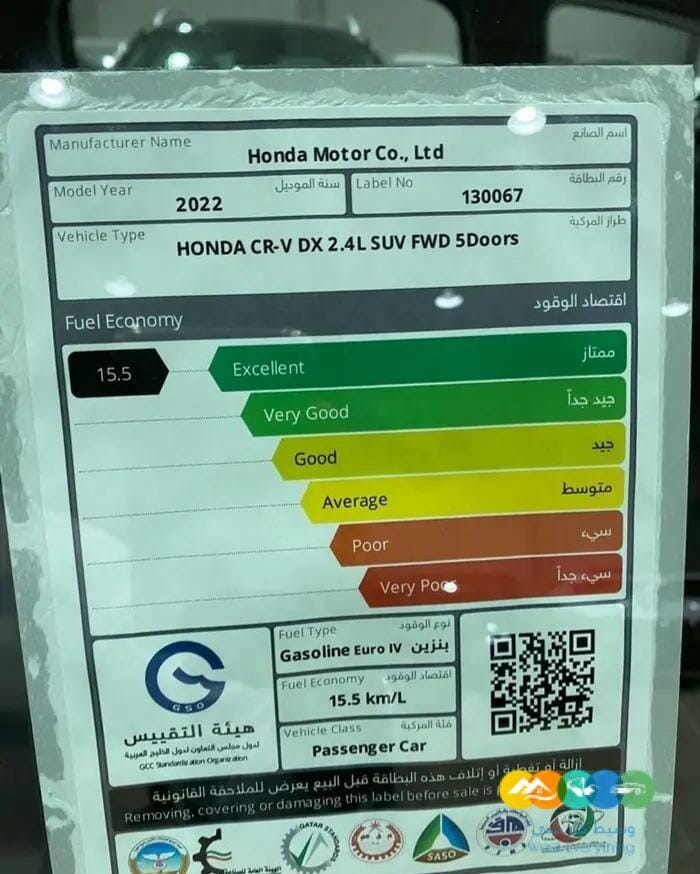 Manufacturer Name اسم الصانع
Honda Motor Co., Ltd
Model Year سنة الموديل
2022
Label No رقم البطاقة
130067
Vehicle Type طراز المركبة
HONDA CR-V DX 2.4L SUV FWD 5Doors
Fuel Economy اقتصاد الوقود
15.5 Excellent ممتاز
Very Good جيد جداً
Good جيد
Average متوسط
Poor سيء
Very Poor سيء جداً
GSO
هيئة التقييس
لدول مجلس التعاون لدول الخليج العربية
GCC Standardization Organization
Fuel Type نوع الوقود
Gasoline Euro IV بنزين
Fuel Economy اقتصاد الوقود
15.5 km/L
Vehicle Class فئة المركبة
Passenger Car
إزالة أو تغطية أو إتلاف هذه البطاقة قبل البيع يعرض للملاحقة القانونية
Removing, covering or damaging this label before sale is
QATAR STANDARDS
SASO